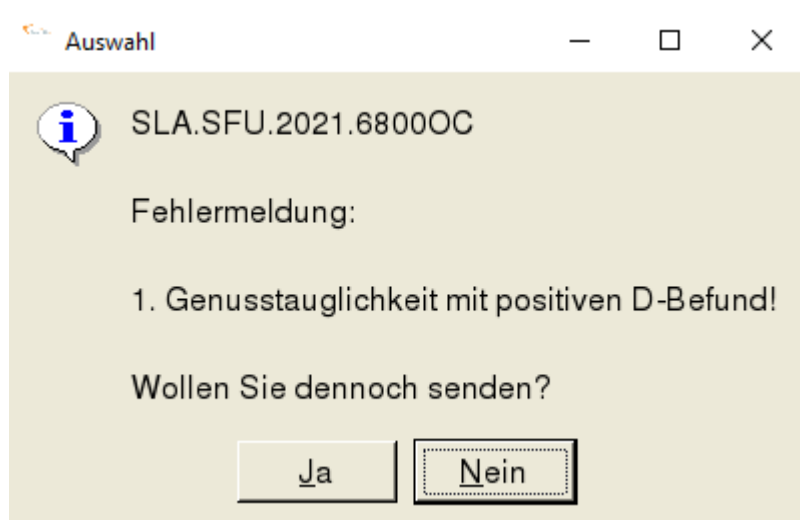 Auswahl
SLA.SFU.2021.6800OC
Fehlermeldung:
1. Genusstauglichkeit mit positiven D-Befund!
Wollen Sie dennoch senden?
Ja
Nein